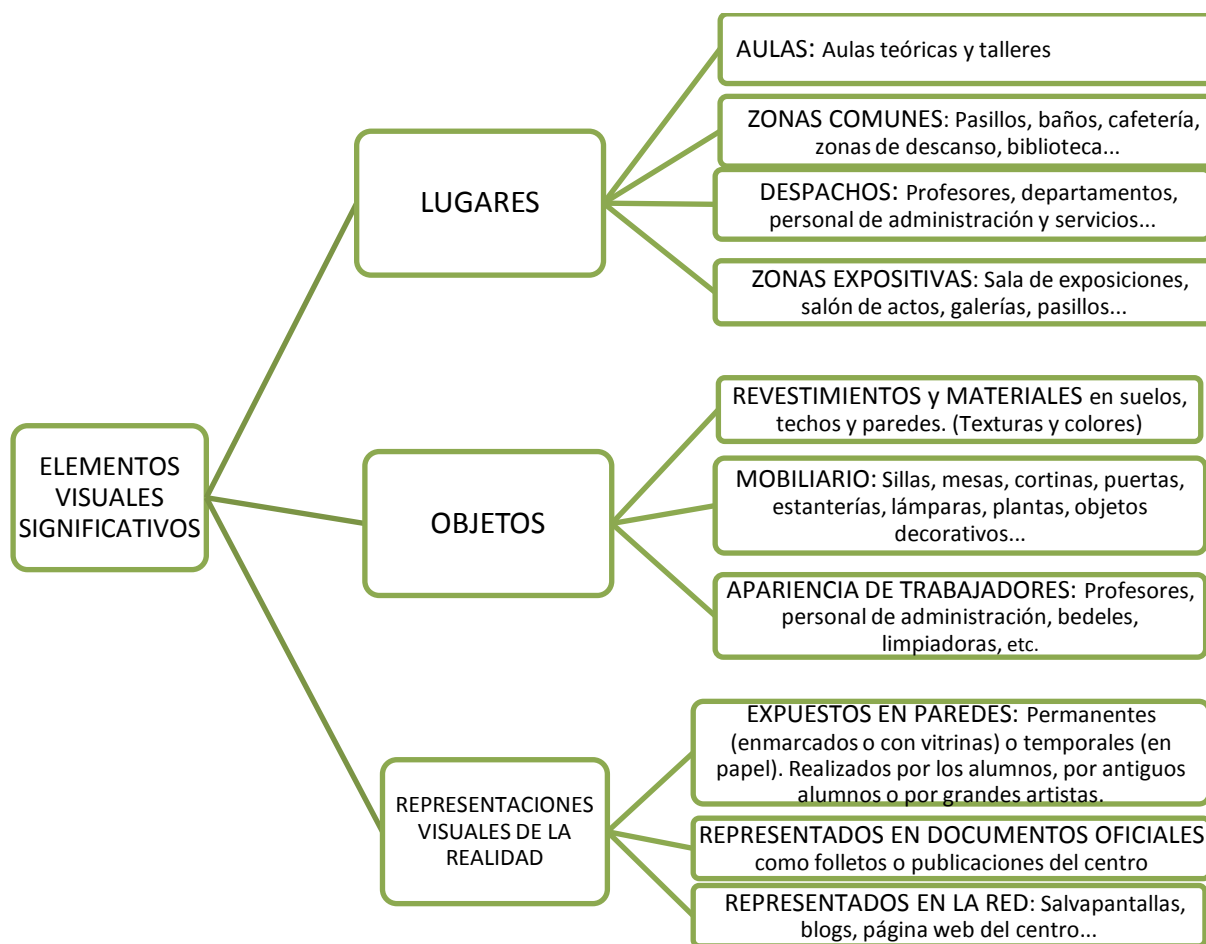 ELEMENTOS
VISUALES
SIGNIFICATIVOS
LUGARES
AULAS: Aulas teóricas y talleres
ZONAS COMUNES: Pasillos, baños, cafetería,
zonas de descanso, biblioteca...
DESPACHOS: Profesores, departamentos,
personal de administración y servicios...
ZONAS EXPOSITIVAS: Sala de exposiciones,
salón de actos, galerías, pasillos...
OBJETOS
REVESTIMIENTOS y MATERIALES en suelos,
techos y paredes. (Texturas y colores)
MOBILIARIO: Sillas, mesas, cortinas, puertas,
estanterías, lámparas, plantas, objetos
decorativos...
APARIENCIA DE TRABAJADORES: Profesores,
personal de administración, bedeles,
limpiadoras, etc.
REPRESENTACIONES
VISUALES DE LA
REALIDAD
EXPUESTOS EN PAREDES: Permanentes
(enmarcados o con vitrinas) o temporales (en
papel). Realizados por los alumnos, por antiguos
alumnos o por grandes artistas.
REPRESENTADOS EN DOCUMENTOS OFICIALES
como folletos o publicaciones del centro
REPRESENTADOS EN LA RED: Salvapantallas,
blogs, página web del centro...